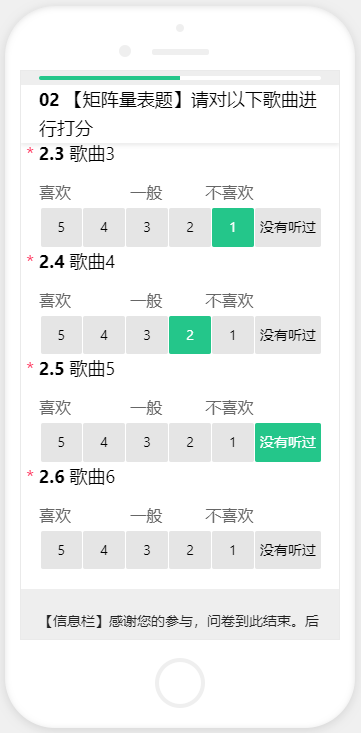 02 【矩阵量表题】请对以下歌曲进
行打分
* 2.3 歌曲3
喜欢 一般 不喜欢
5 4 3 2 1 没有听过
* 2.4 歌曲4
喜欢 一般 不喜欢
5 4 3 2 1 没有听过
* 2.5 歌曲5
喜欢 一般 不喜欢
5 4 3 2 1 没有听过
* 2.6 歌曲6
喜欢 一般 不喜欢
5 4 3 2 1 没有听过
【信息栏】感谢您的参与，问卷到此结束。后